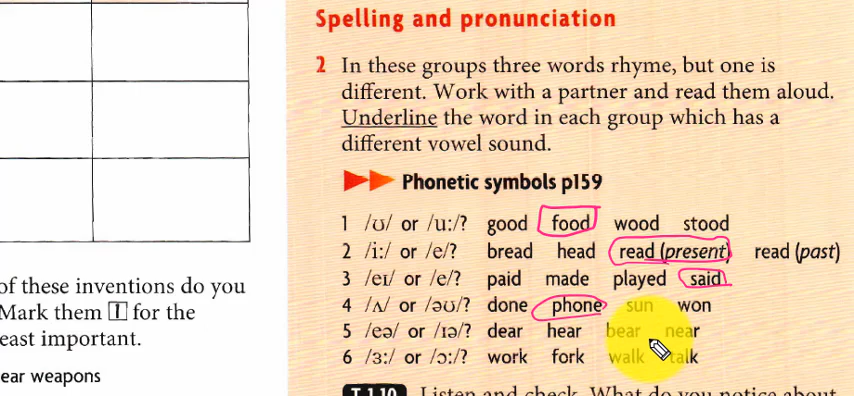 Spelling and pronunciation
2 In these groups three words rhyme, but one is
different. Work with a partner and read them aloud.
Underline the word in each group which has a
different vowel sound.
Phonetic symbols p159
1 /ʊ/ or /uː/? good food wood stood
2 /iː/ or /e/? bread head read (present) read (past)
3 /eɪ/ or /e/? paid made played said
4 /ʌ/ or /əʊ/? done phone sun won
5 /eə/ or /ɪə/? dear hear bear near
6 /ɜː/ or /ɔː/? work fork walk talk
T 1.10 Listen and check. What do you notice about
of these inventions do you
Mark them I for the
east important.
ear weapons